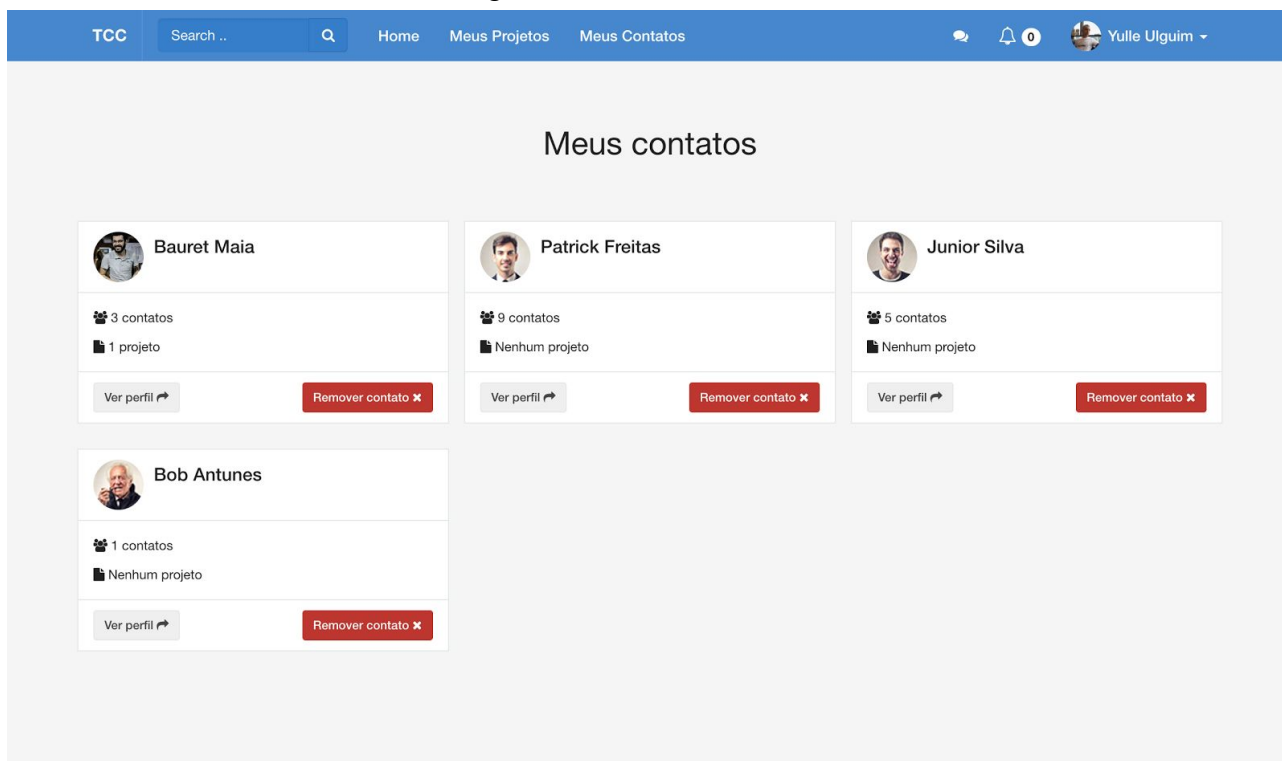 TCC Search .. Home Meus Projetos Meus Contatos 0 Yulle Ulguim
Meus contatos
Bauret Maia
3 contatos
1 projeto
Ver perfil Remover contato
Patrick Freitas
9 contatos
Nenhum projeto
Ver perfil Remover contato
Junior Silva
5 contatos
Nenhum projeto
Ver perfil Remover contato
Bob Antunes
1 contatos
Nenhum projeto
Ver perfil Remover contato